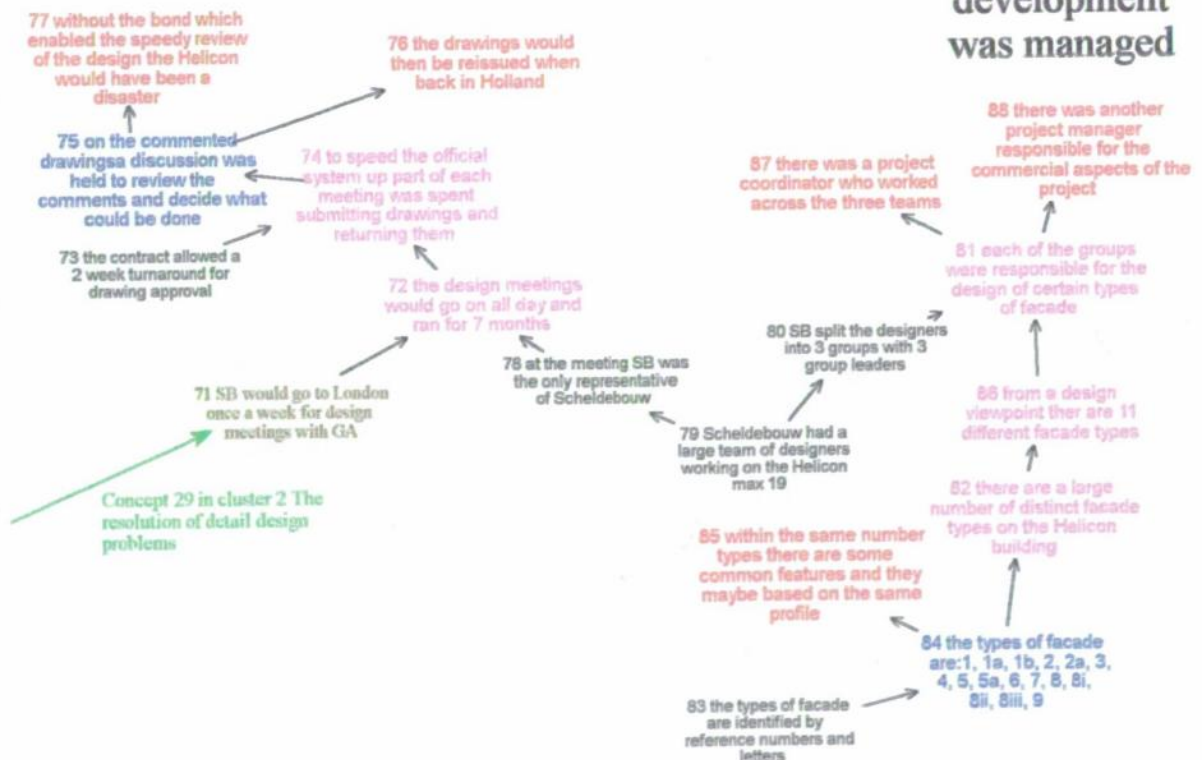 development
was managed
77 without the bond which
enabled the speedy review
of the design the Helicon
would have been a
disaster
76 the drawings would
then be reissued when
back in Holland
75 on the commented
drawingsa discussion was
held to review the
comments and decide what
could be done
74 to speed the official
system up part of each
meeting was spent
submitting drawings and
returning them
73 the contract allowed a
2 week turnaround for
drawing approval
72 the design meetings
would go on all day and
ran for 7 months
71 SB would go to London
once a week for design
meetings with GA
Concept 29 in cluster 2 The
resolution of detail design
problems
78 at the meeting SB was
the only representative
of Scheldebouw
79 Scheldebouw had a
large team of designers
working on the Helicon
max 19
80 SB split the designers
into 3 groups with 3
group leaders
87 there was a project
coordinator who worked
across the three teams
88 there was another
project manager
responsible for the
commercial aspects of the
project
81 each of the groups
were responsible for the
design of certain types
of facade
86 from a design
viewpoint ther are 11
different facade types
82 there are a large
number of distinct facade
types on the Helicon
building
85 within the same number
types there are some
common features and they
maybe based on the same
profile
84 the types of facade
are:1, 1a, 1b, 2, 2a, 3,
4, 5, 5a, 6, 7, 8, 8i,
8ii, 8iii, 9
83 the types of facade
are identified by
reference numbers and
letters